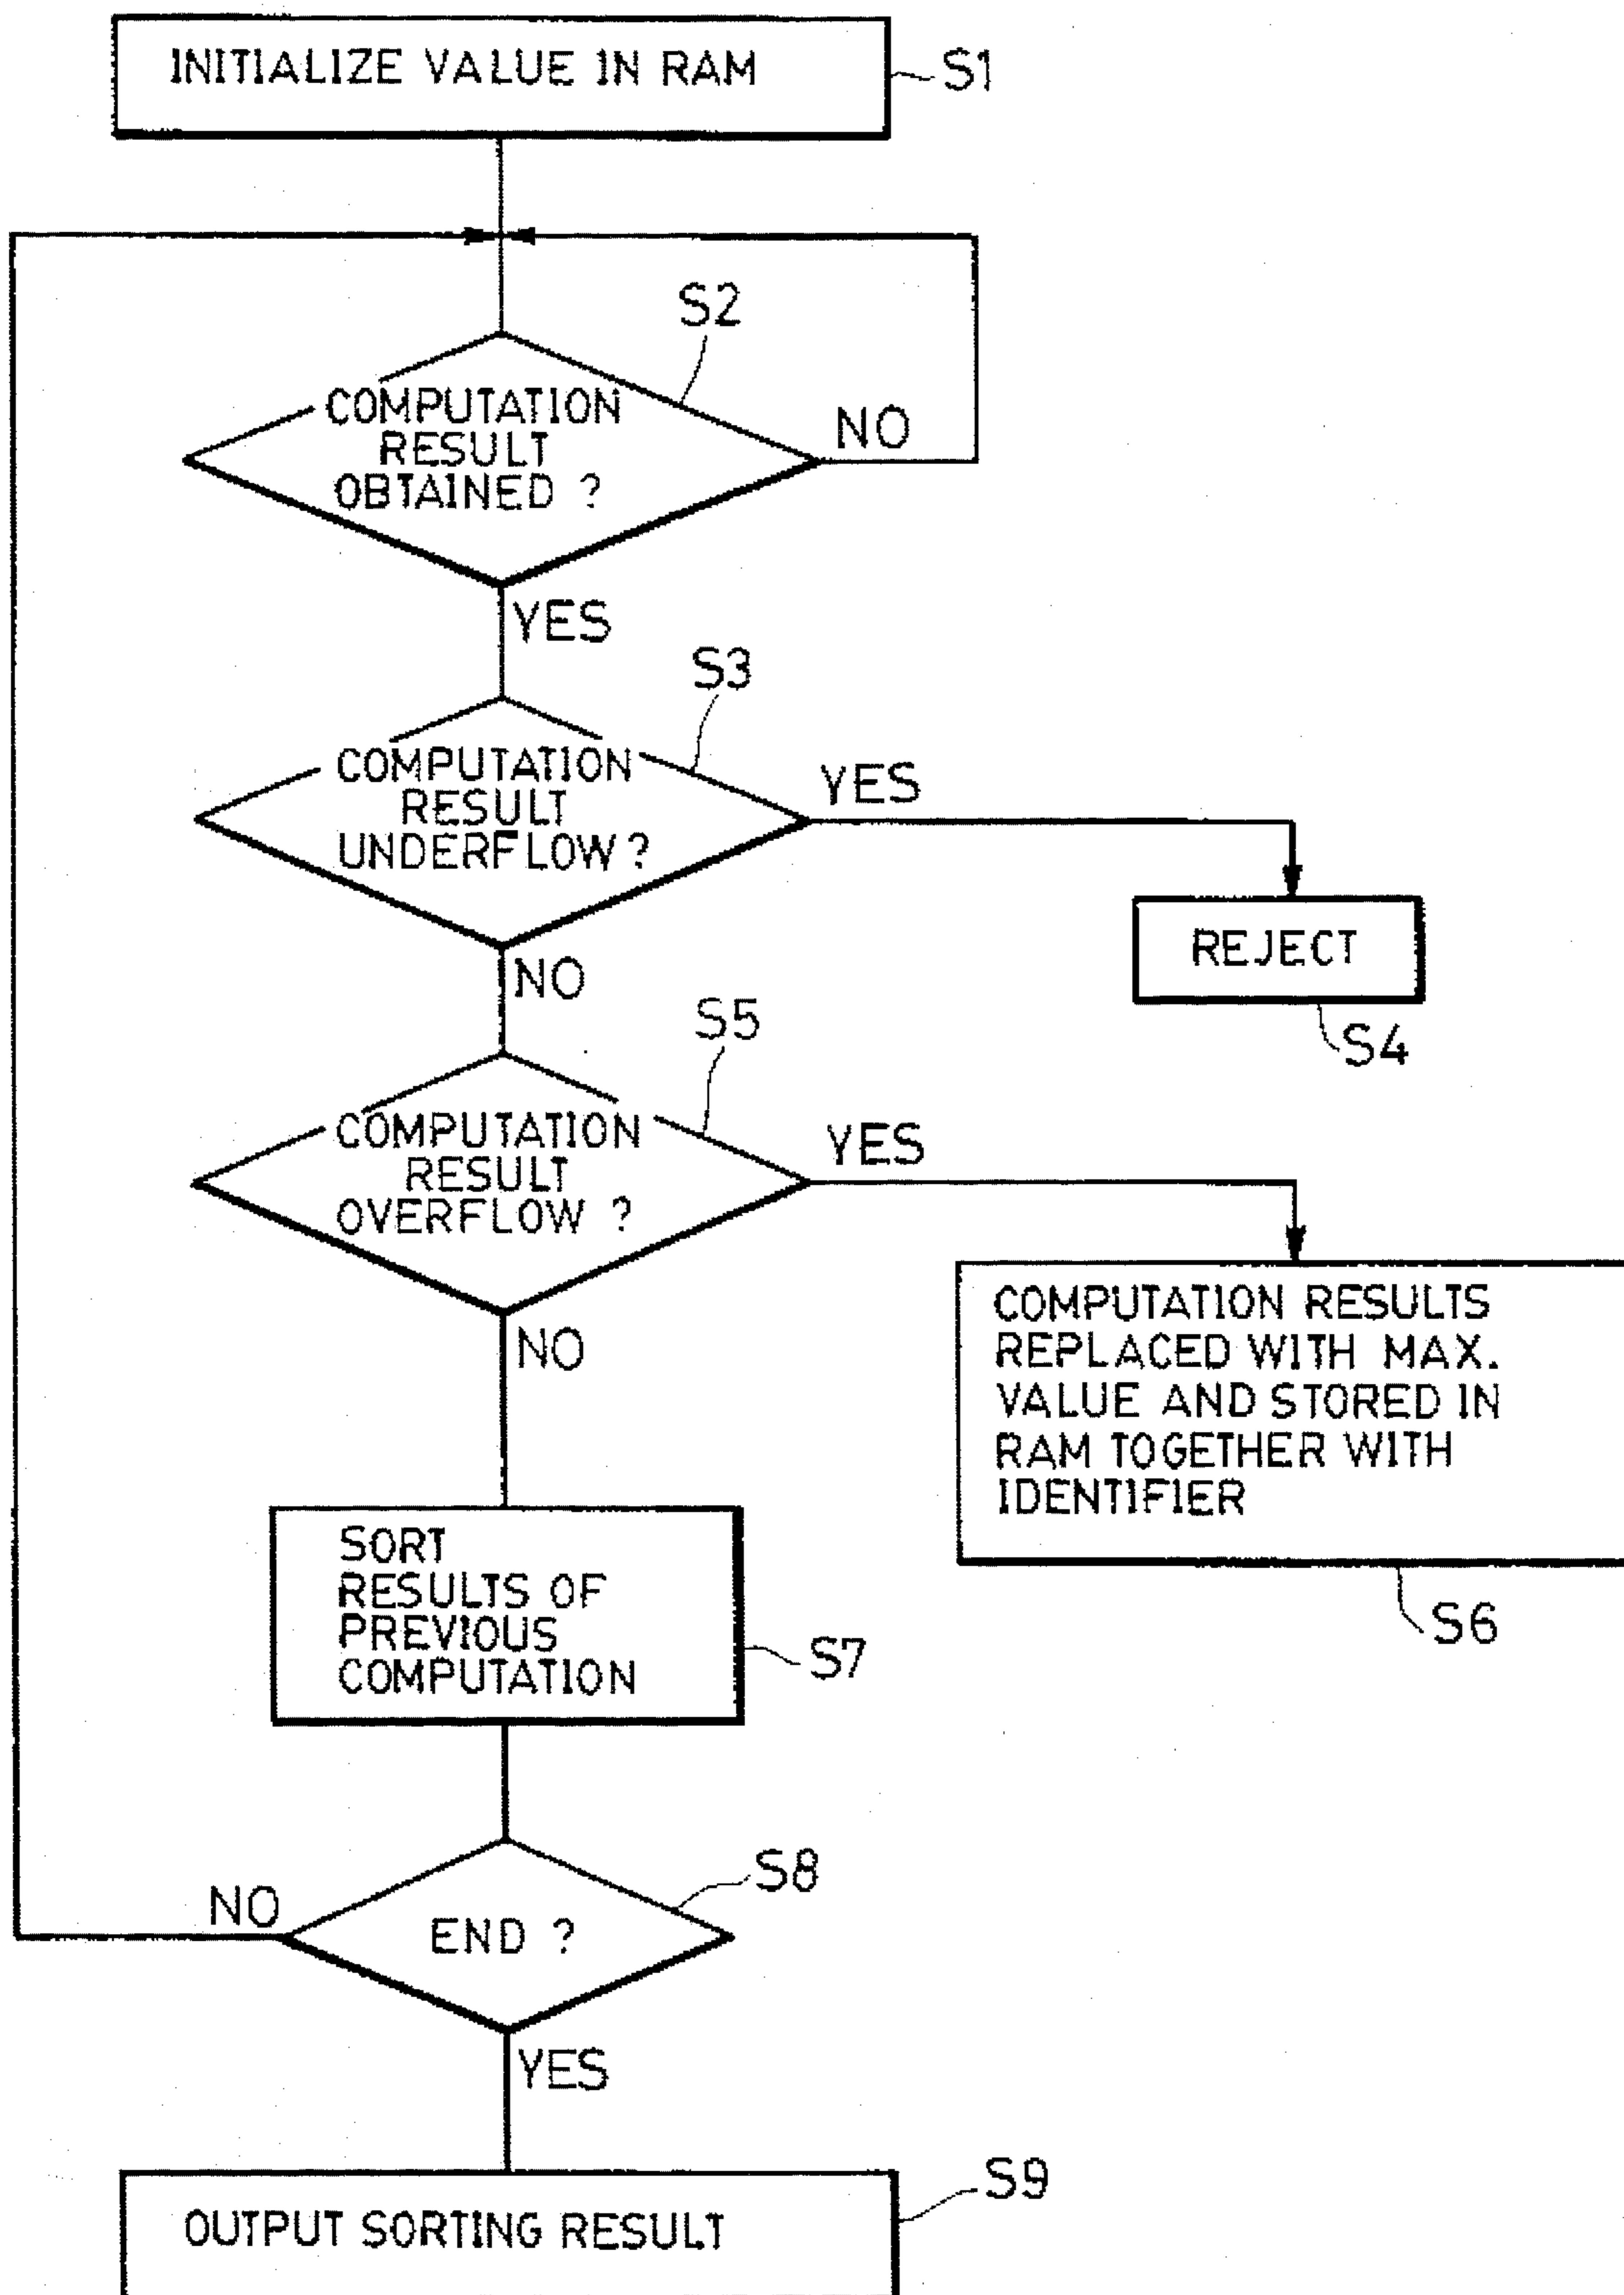 INITIALIZE VALUE IN RAM
S1
S2
COMPUTATION
RESULT
OBTAINED ?
NO
YES
S3
COMPUTATION
RESULT
UNDERFLOW ?
YES
REJECT
S4
NO
S5
COMPUTATION
RESULT
OVERFLOW ?
YES
COMPUTATION RESULTS
REPLACED WITH MAX.
VALUE AND STORED IN
RAM TOGETHER WITH
IDENTIFIER
S6
NO
SORT
RESULTS OF
PREVIOUS
COMPUTATION
S7
S8
END ?
NO
YES
S9
OUTPUT SORTING RESULT